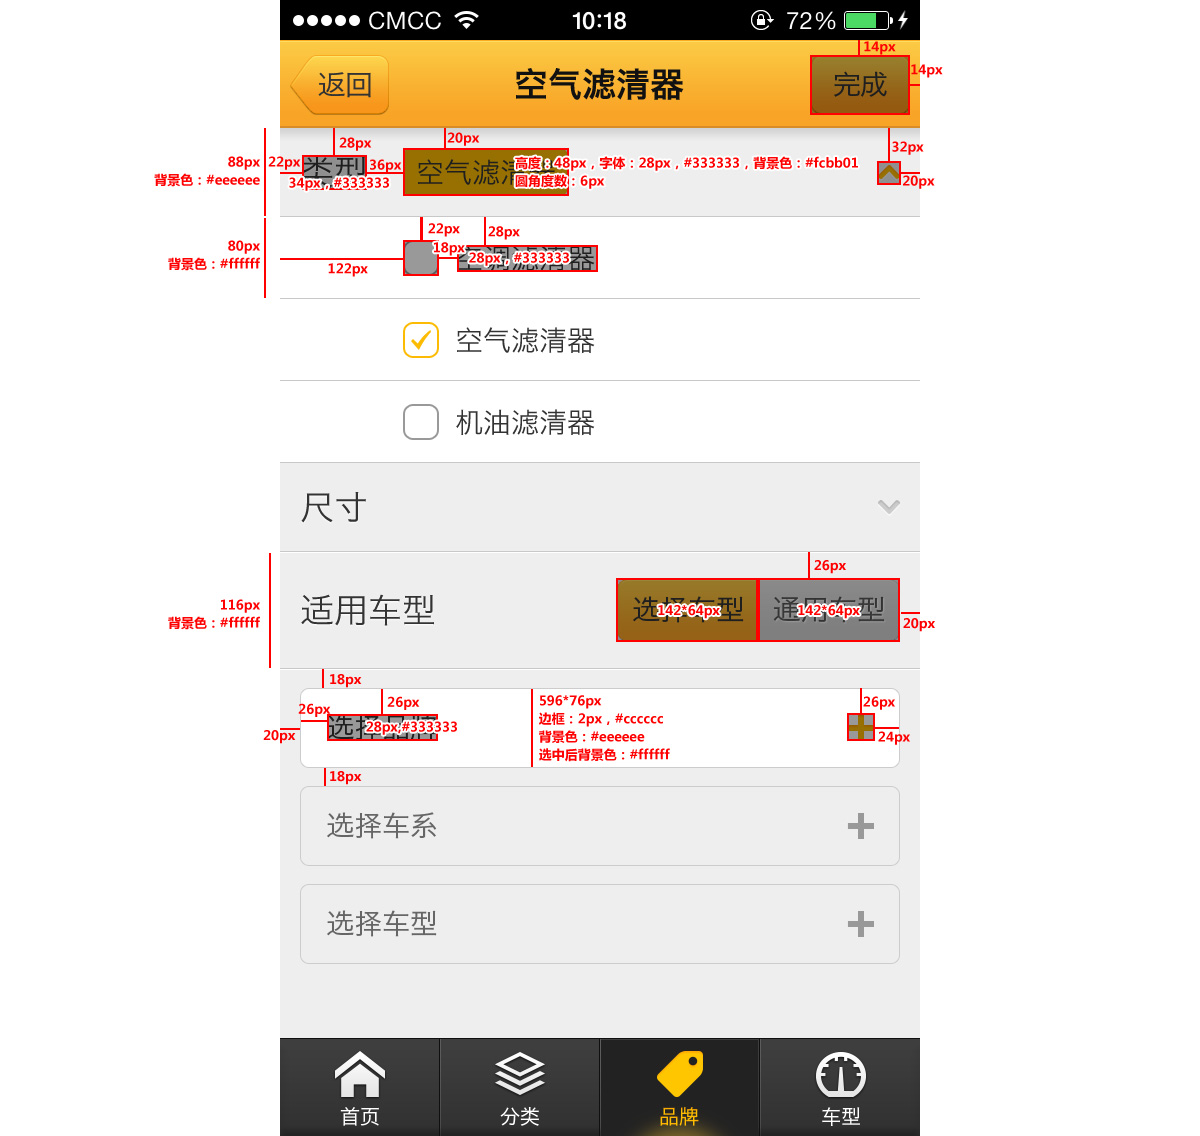 CMCC 10:18 72%
返回 空气滤清器 完成
14px
14px
20px
28px
32px
88px 22px 类型 36px 空气滤清器 高度：48px，字体：28px，#333333，背景色：#fcbb01
背景色：#eeeeee 34px，#333333 圆角度数：6px 20px
22px 28px
80px 18px 空调滤清器 28px，#333333
背景色：#ffffff 122px
空气滤清器
机油滤清器
尺寸
26px
116px 适用车型 选择车型 142*64px 通用车型 142*64px
背景色：#ffffff 20px
18px
26px 26px 596*76px 26px
边框：2px，#cccccc
20px 选择品牌 28px,#333333 背景色：#eeeeee 24px
选中后背景色：#ffffff
18px
选择车系
选择车型
首页 分类 品牌 车型